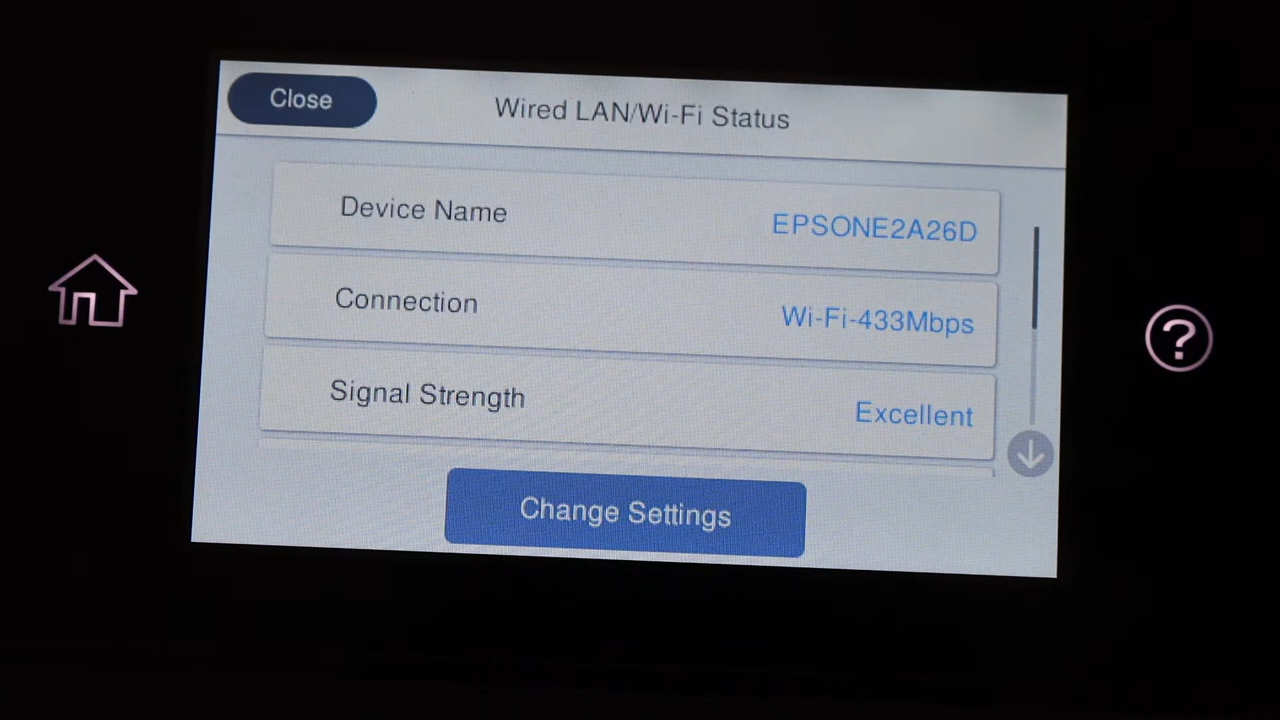 Close
Wired LAN/Wi-Fi Status
Device Name
EPSONE2A26D
Connection
Wi-Fi-433Mbps
Signal Strength
Excellent
Change Settings
?